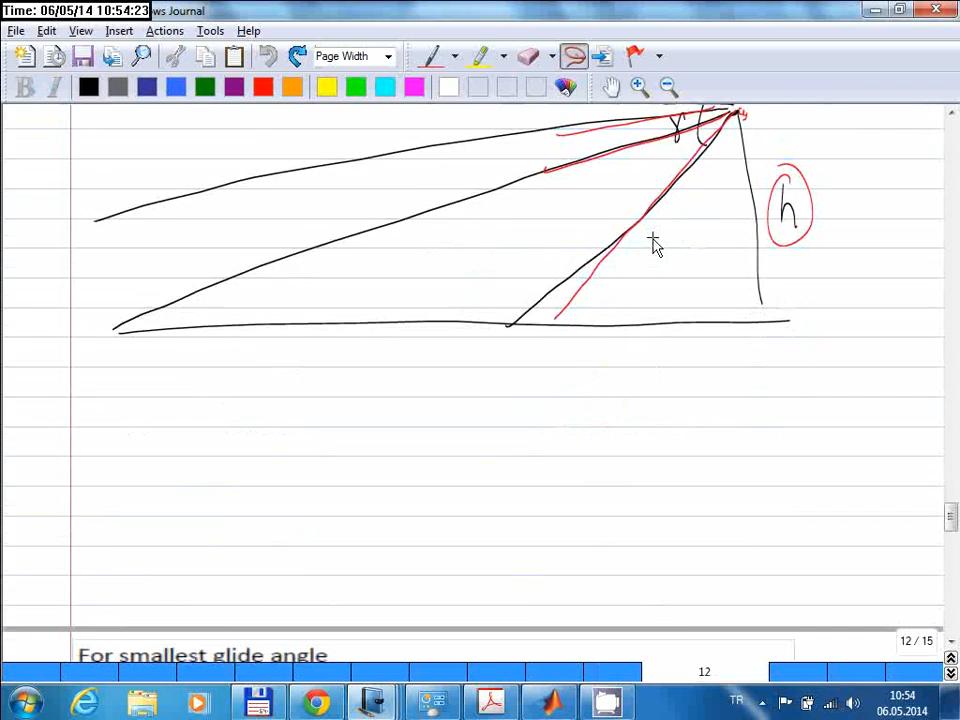 Time: 06/05/14 10:54:23
ws Journal
File Edit View Insert Actions Tools Help
Page Width
B I
γ
h
12 / 15
For smallest glide angle
12
TR
10:54
06.05.2014